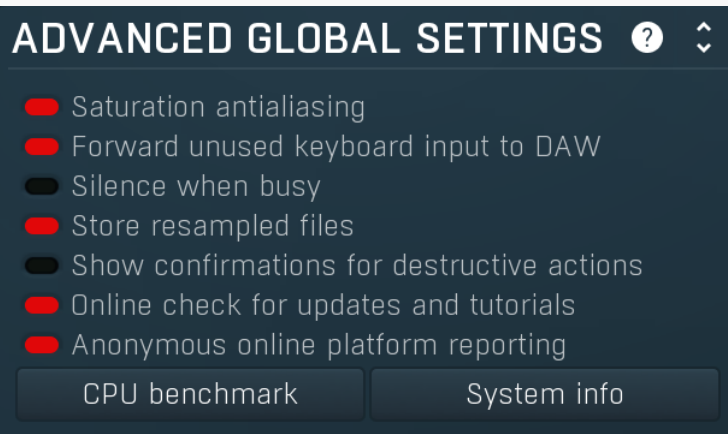 ADVANCED GLOBAL SETTINGS ?
Saturation antialiasing
Forward unused keyboard input to DAW
Silence when busy
Store resampled files
Show confirmations for destructive actions
Online check for updates and tutorials
Anonymous online platform reporting
CPU benchmark System info